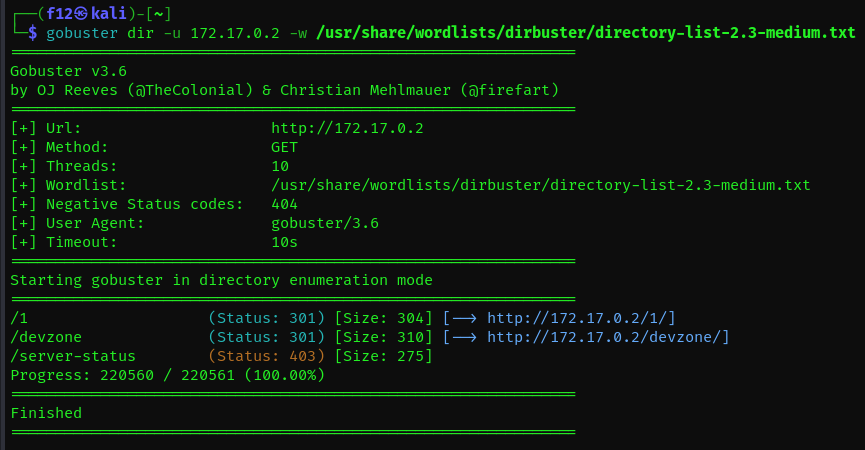 ┌──(f12㉿kali)-[~]
└─$ gobuster dir -u 172.17.0.2 -w /usr/share/wordlists/dirbuster/directory-list-2.3-medium.txt
===============================================================
Gobuster v3.6
by OJ Reeves (@TheColonial) & Christian Mehlmauer (@firefart)
===============================================================
[+] Url:                     http://172.17.0.2
[+] Method:                  GET
[+] Threads:                 10
[+] Wordlist:                /usr/share/wordlists/dirbuster/directory-list-2.3-medium.txt
[+] Negative Status codes:   404
[+] User Agent:              gobuster/3.6
[+] Timeout:                 10s
===============================================================
Starting gobuster in directory enumeration mode
===============================================================
/1                    (Status: 301) [Size: 304] [--> http://172.17.0.2/1/]
/devzone              (Status: 301) [Size: 310] [--> http://172.17.0.2/devzone/]
/server-status        (Status: 403) [Size: 275]
Progress: 220560 / 220561 (100.00%)
===============================================================
Finished
===============================================================